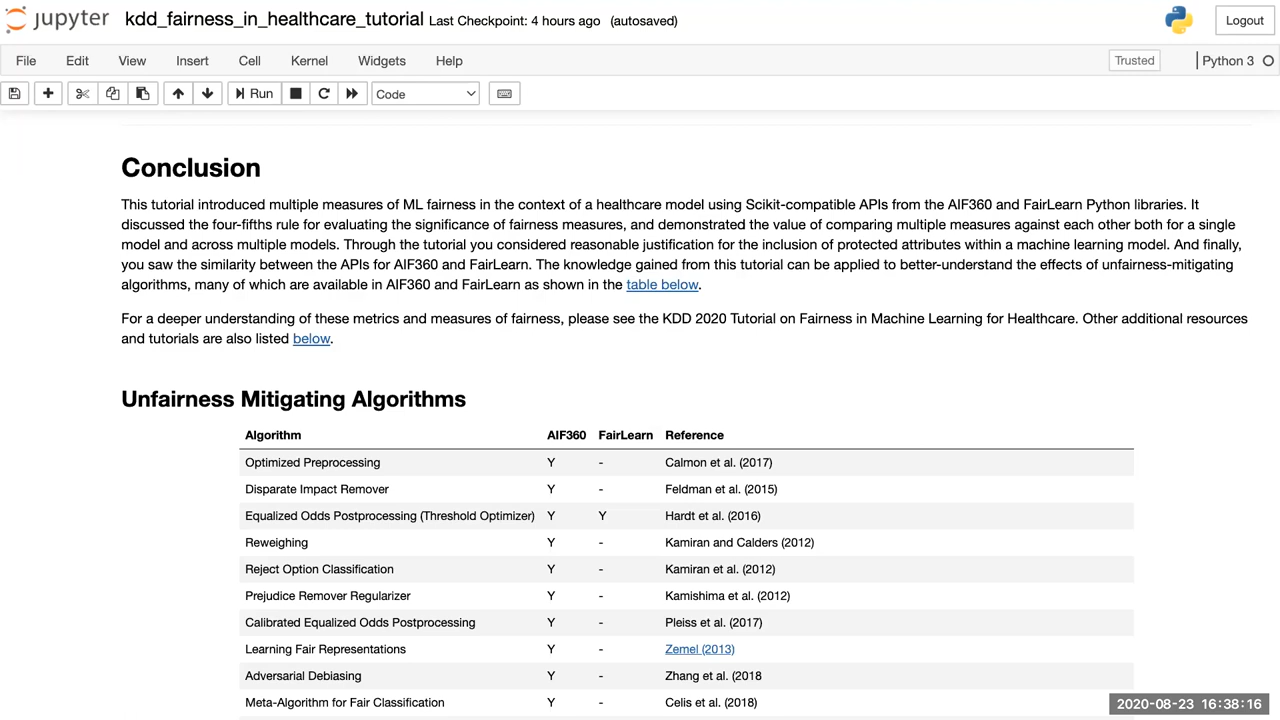 jupyter kdd_fairness_in_healthcare_tutorial Last Checkpoint: 4 hours ago (autosaved) Logout
File Edit View Insert Cell Kernel Widgets Help Trusted Python 3
Run Code
Conclusion
This tutorial introduced multiple measures of ML fairness in the context of a healthcare model using Scikit-compatible APIs from the AIF360 and FairLearn Python libraries. It
discussed the four-fifths rule for evaluating the significance of fairness measures, and demonstrated the value of comparing multiple measures against each other both for a single
model and across multiple models. Through the tutorial you considered reasonable justification for the inclusion of protected attributes within a machine learning model. And finally,
you saw the similarity between the APIs for AIF360 and FairLearn. The knowledge gained from this tutorial can be applied to better-understand the effects of unfairness-mitigating
algorithms, many of which are available in AIF360 and FairLearn as shown in the table below.
For a deeper understanding of these metrics and measures of fairness, please see the KDD 2020 Tutorial on Fairness in Machine Learning for Healthcare. Other additional resources
and tutorials are also listed below.
Unfairness Mitigating Algorithms
Algorithm AIF360 FairLearn Reference
Optimized Preprocessing Y - Calmon et al. (2017)
Disparate Impact Remover Y - Feldman et al. (2015)
Equalized Odds Postprocessing (Threshold Optimizer) Y Y Hardt et al. (2016)
Reweighing Y - Kamiran and Calders (2012)
Reject Option Classification Y - Kamiran et al. (2012)
Prejudice Remover Regularizer Y - Kamishima et al. (2012)
Calibrated Equalized Odds Postprocessing Y - Pleiss et al. (2017)
Learning Fair Representations Y - Zemel (2013)
Adversarial Debiasing Y - Zhang et al. (2018
Meta-Algorithm for Fair Classification Y - Celis et al. (2018)
2020-08-23 16:38:16